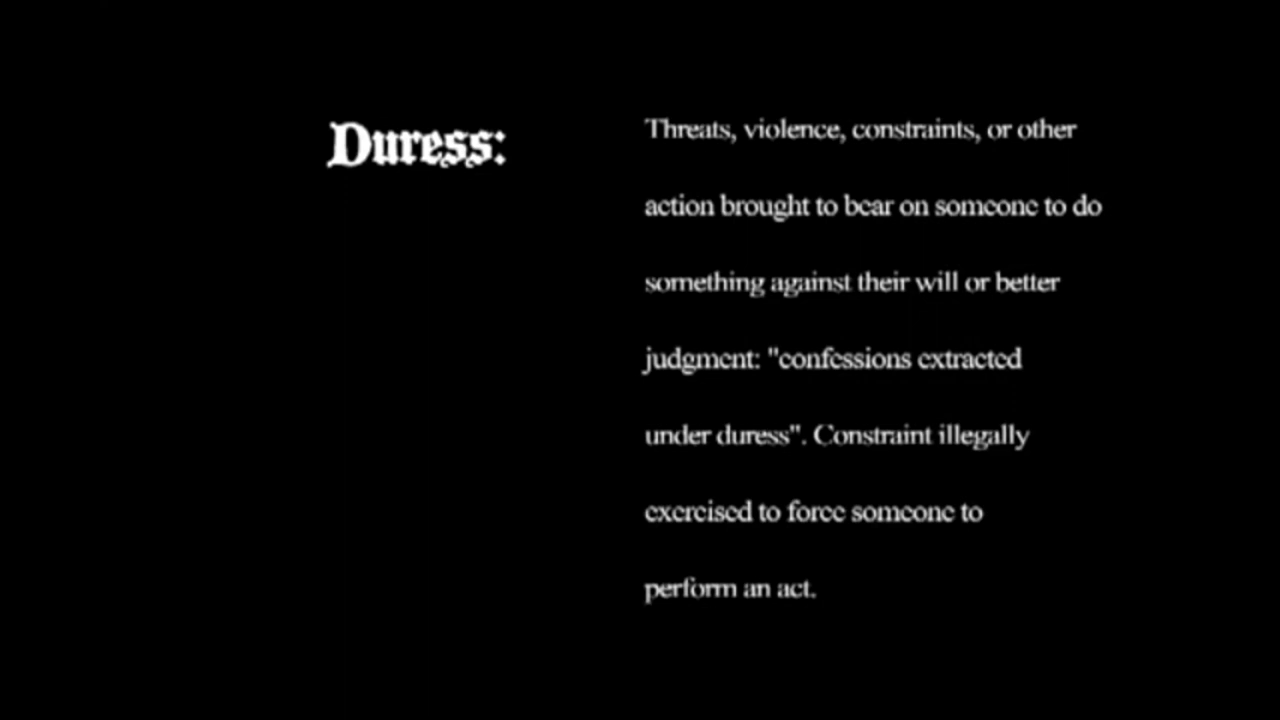 Duress:
Threats, violence, constraints, or other
action brought to bear on someone to do
something against their will or better
judgment: "confessions extracted
under duress". Constraint illegally
exercised to force someone to
perform an act.